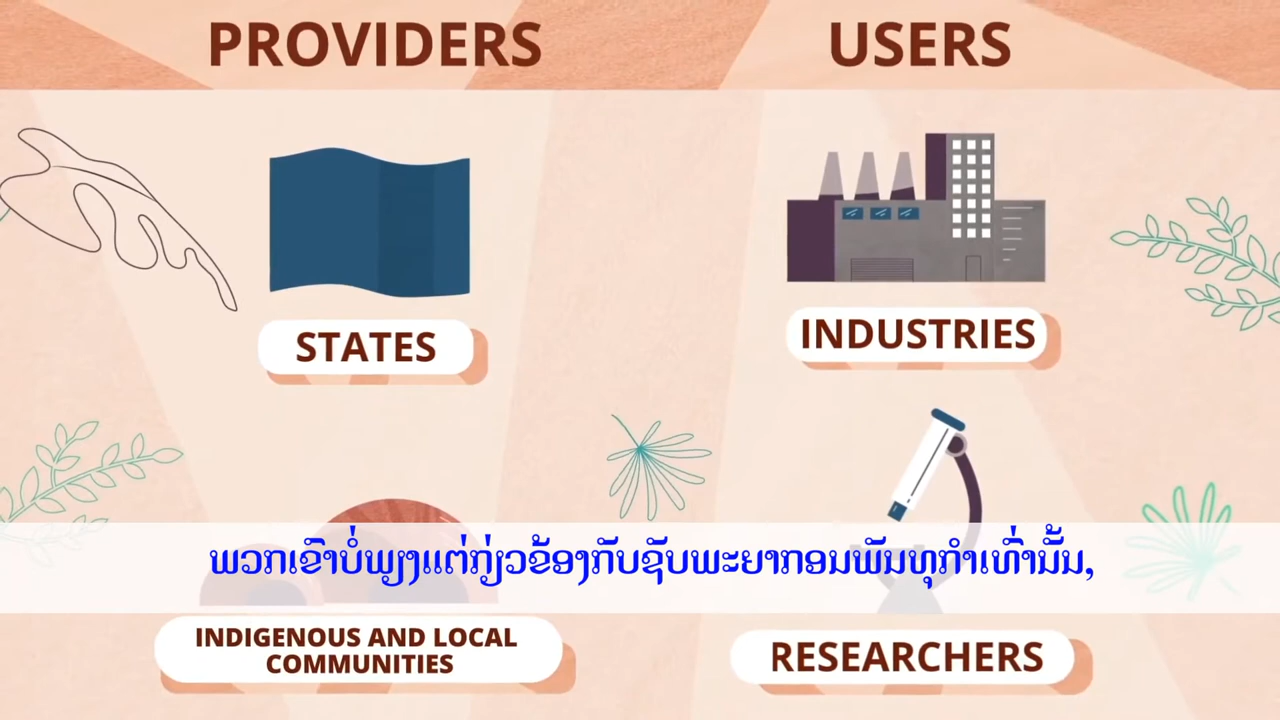 PROVIDERS
USERS
STATES
INDUSTRIES
ພວກເຂົາບໍ່ພຽງແຕ່ກ່ຽວຂ້ອງກັບຊັບພະຍາກອນພັນທຸກຳເທົ່ານັ້ນ,
INDIGENOUS AND LOCAL
COMMUNITIES
RESEARCHERS